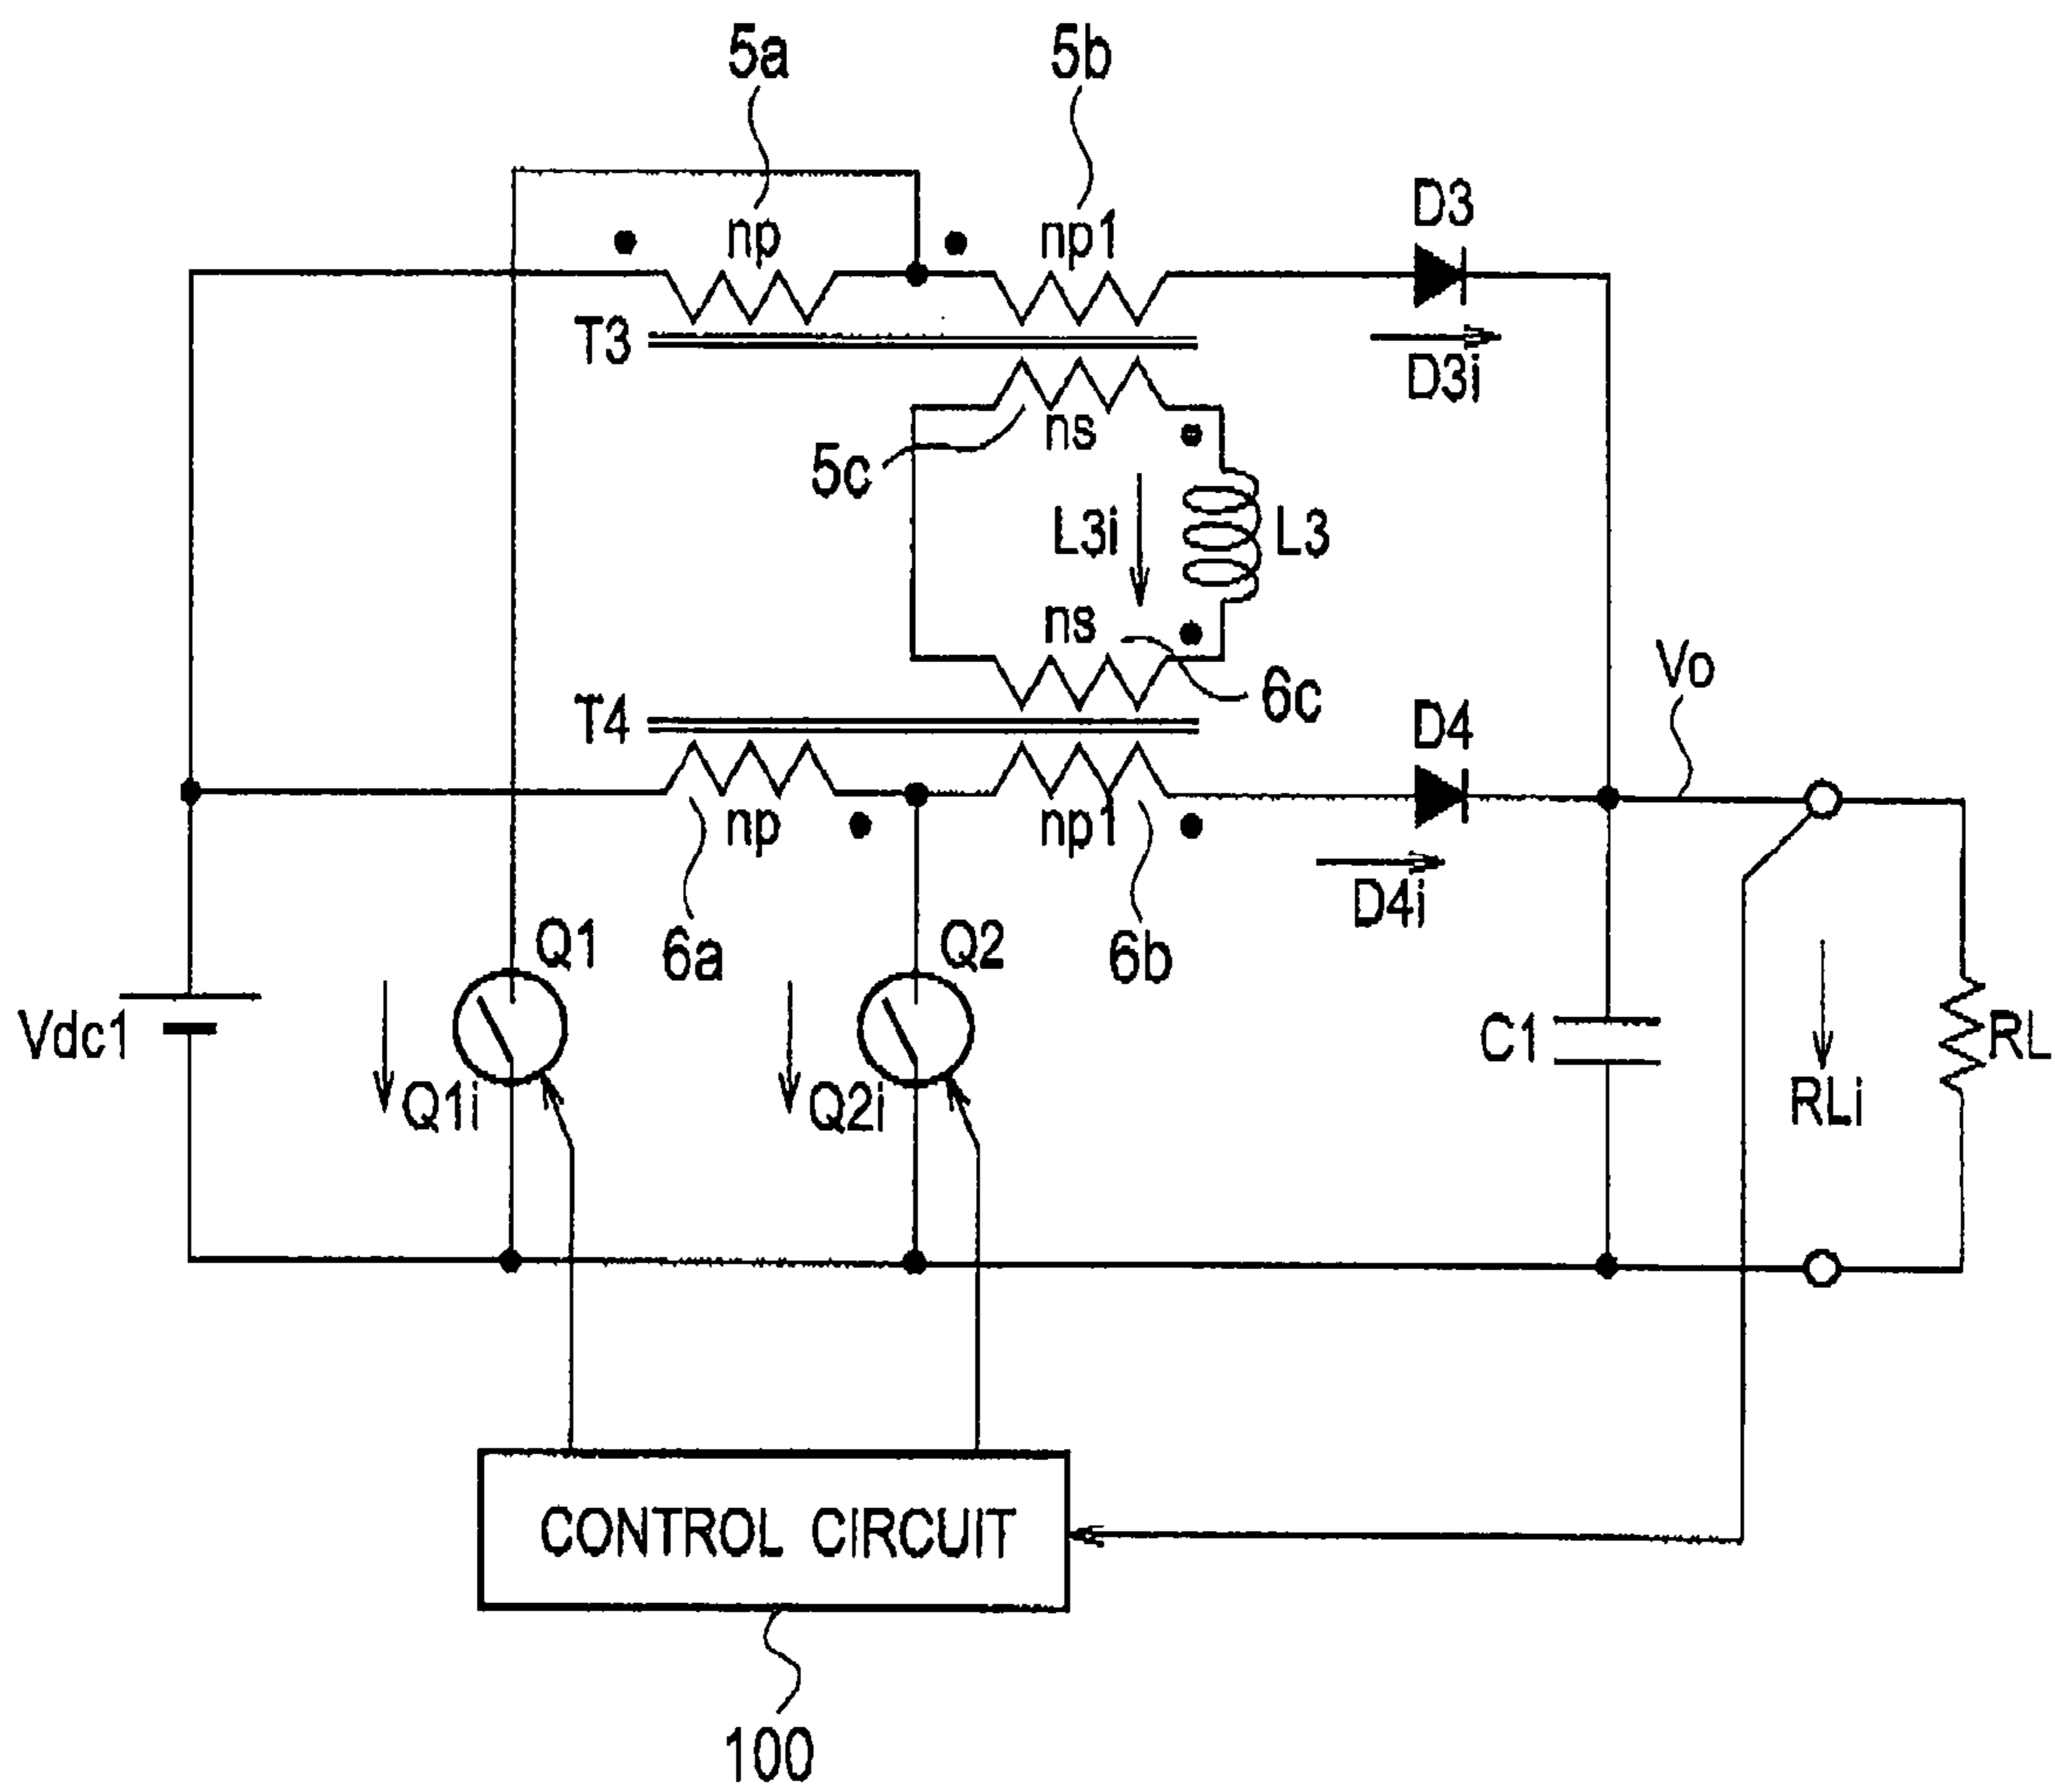 5a 5b
np np1 D3
T3
D3i
ns
5c
L3i L3
ns
6c
Vo
T4 D4
np np1
D4i
Q1 6a Q2 6b
Vdc1 C1 RL
Q1i Q2i RLi
CONTROL CIRCUIT
100